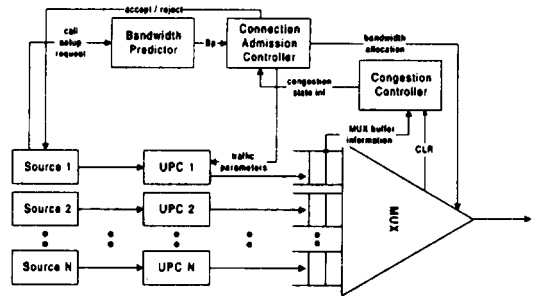 accept / reject
call
setup
request
Bandwidth
Predictor
Bp
Connection
Admission
Controller
bandwidth
allocation
congestion
state inf
Congestion
Controller
MUX buffer
information
CLR
traffic
parameters
Source 1
UPC 1
Source 2
UPC 2
MUX
Source N
UPC N